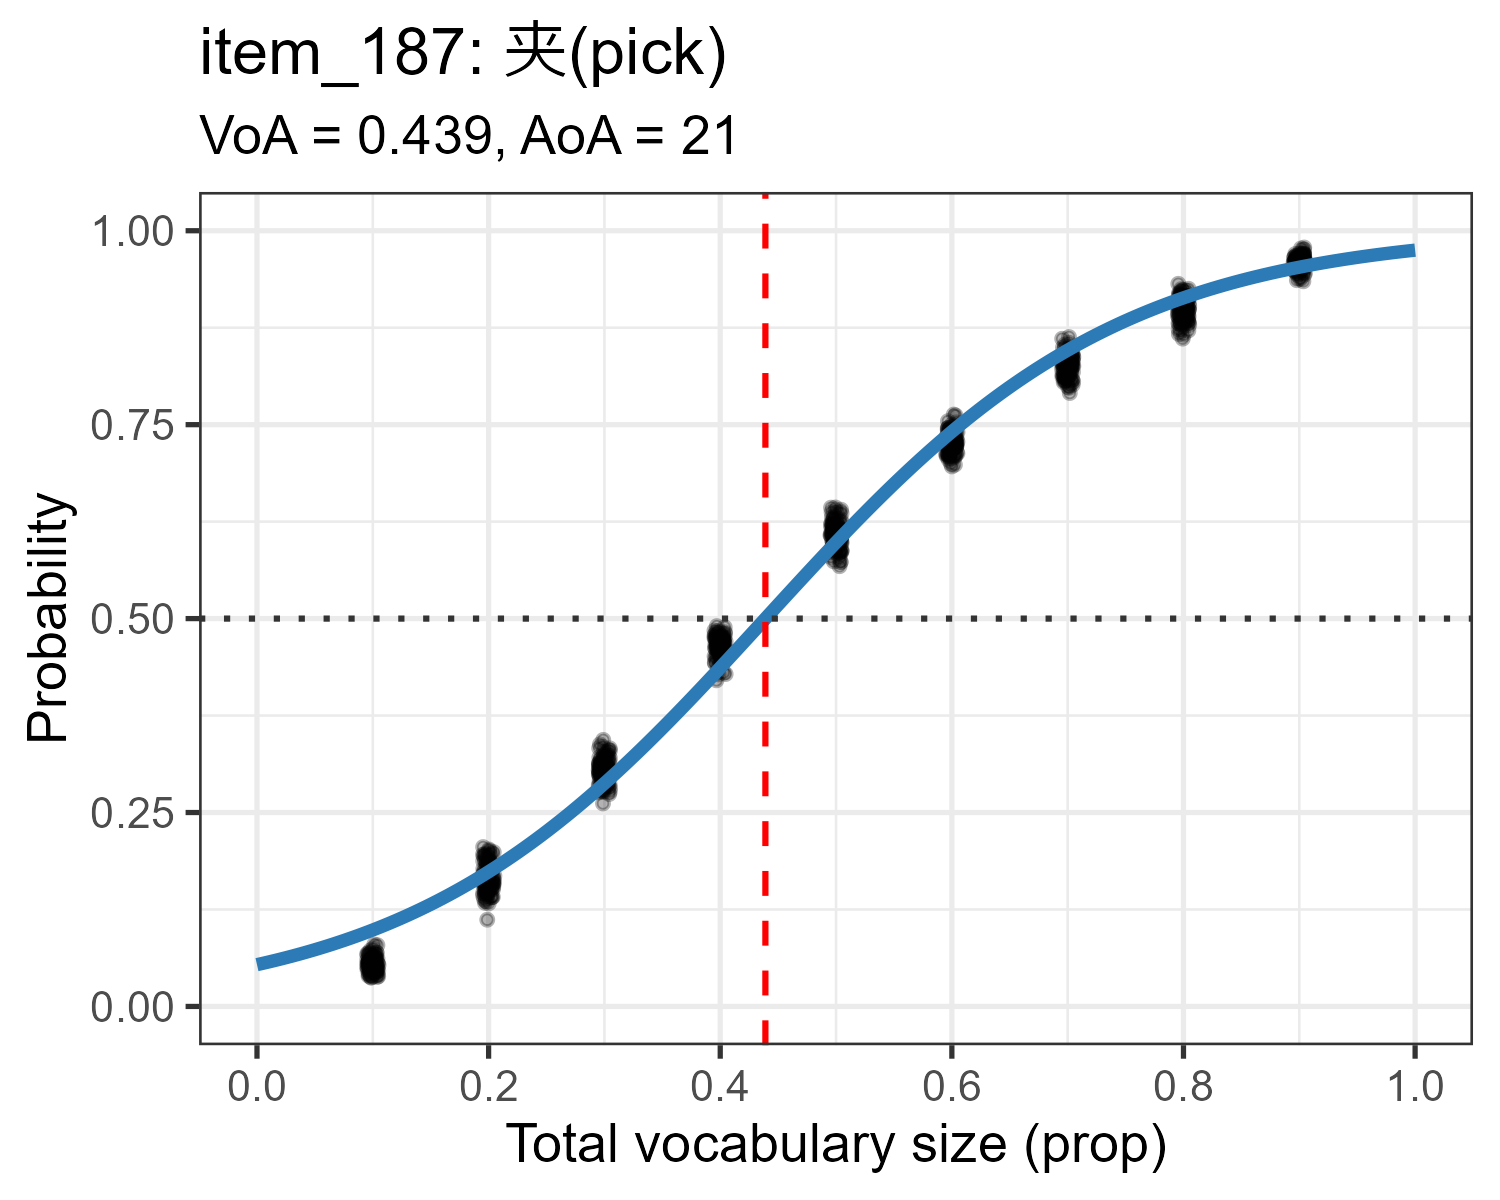 item_187: 夹(pick)
VoA = 0.439, AoA = 21
1.00
0.75
0.50
0.25
0.00
Probability
0.0 0.2 0.4 0.6 0.8 1.0
Total vocabulary size (prop)